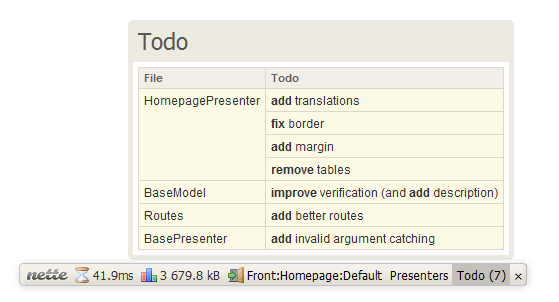 Todo
File Todo
HomepagePresenter add translations
fix border
add margin
remove tables
BaseModel improve verification (and add description)
Routes add better routes
BasePresenter add invalid argument catching
nette 41.9ms 3 679.8 kB Front:Homepage:Default Presenters Todo (7) ×